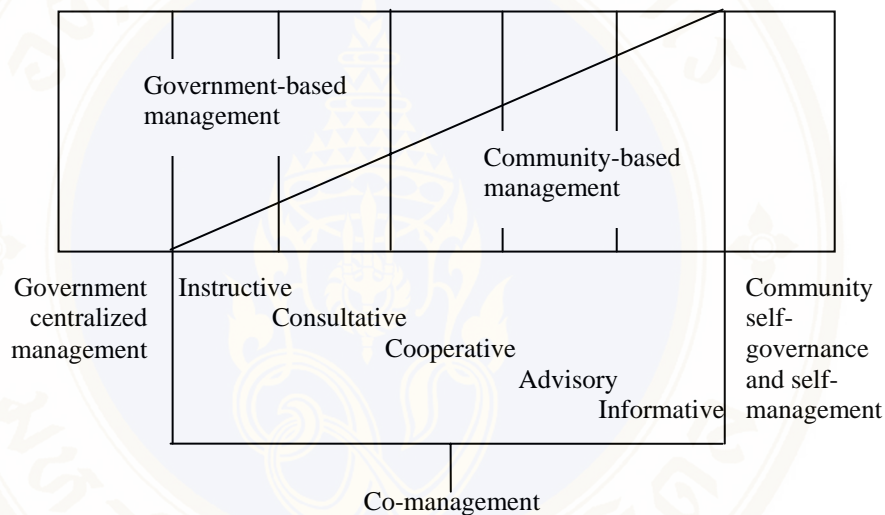 Government-based
management
Community-based
management
Government
centralized
management
Instructive
Consultative
Cooperative
Advisory
Informative
Community
self-
governance
and self-
management
Co-management